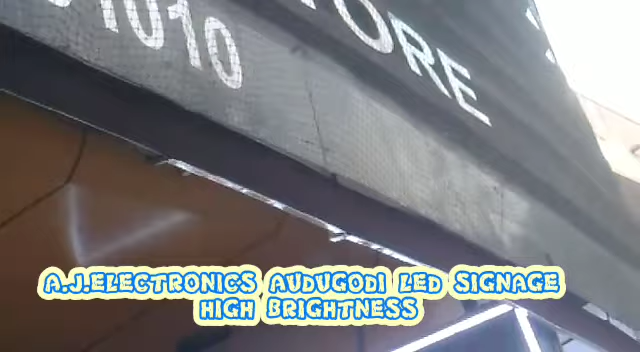 ORE
1010
A.J.ELECTRONICS AUDUGODI LED SIGNAGE
HIGH BRIGHTNESS